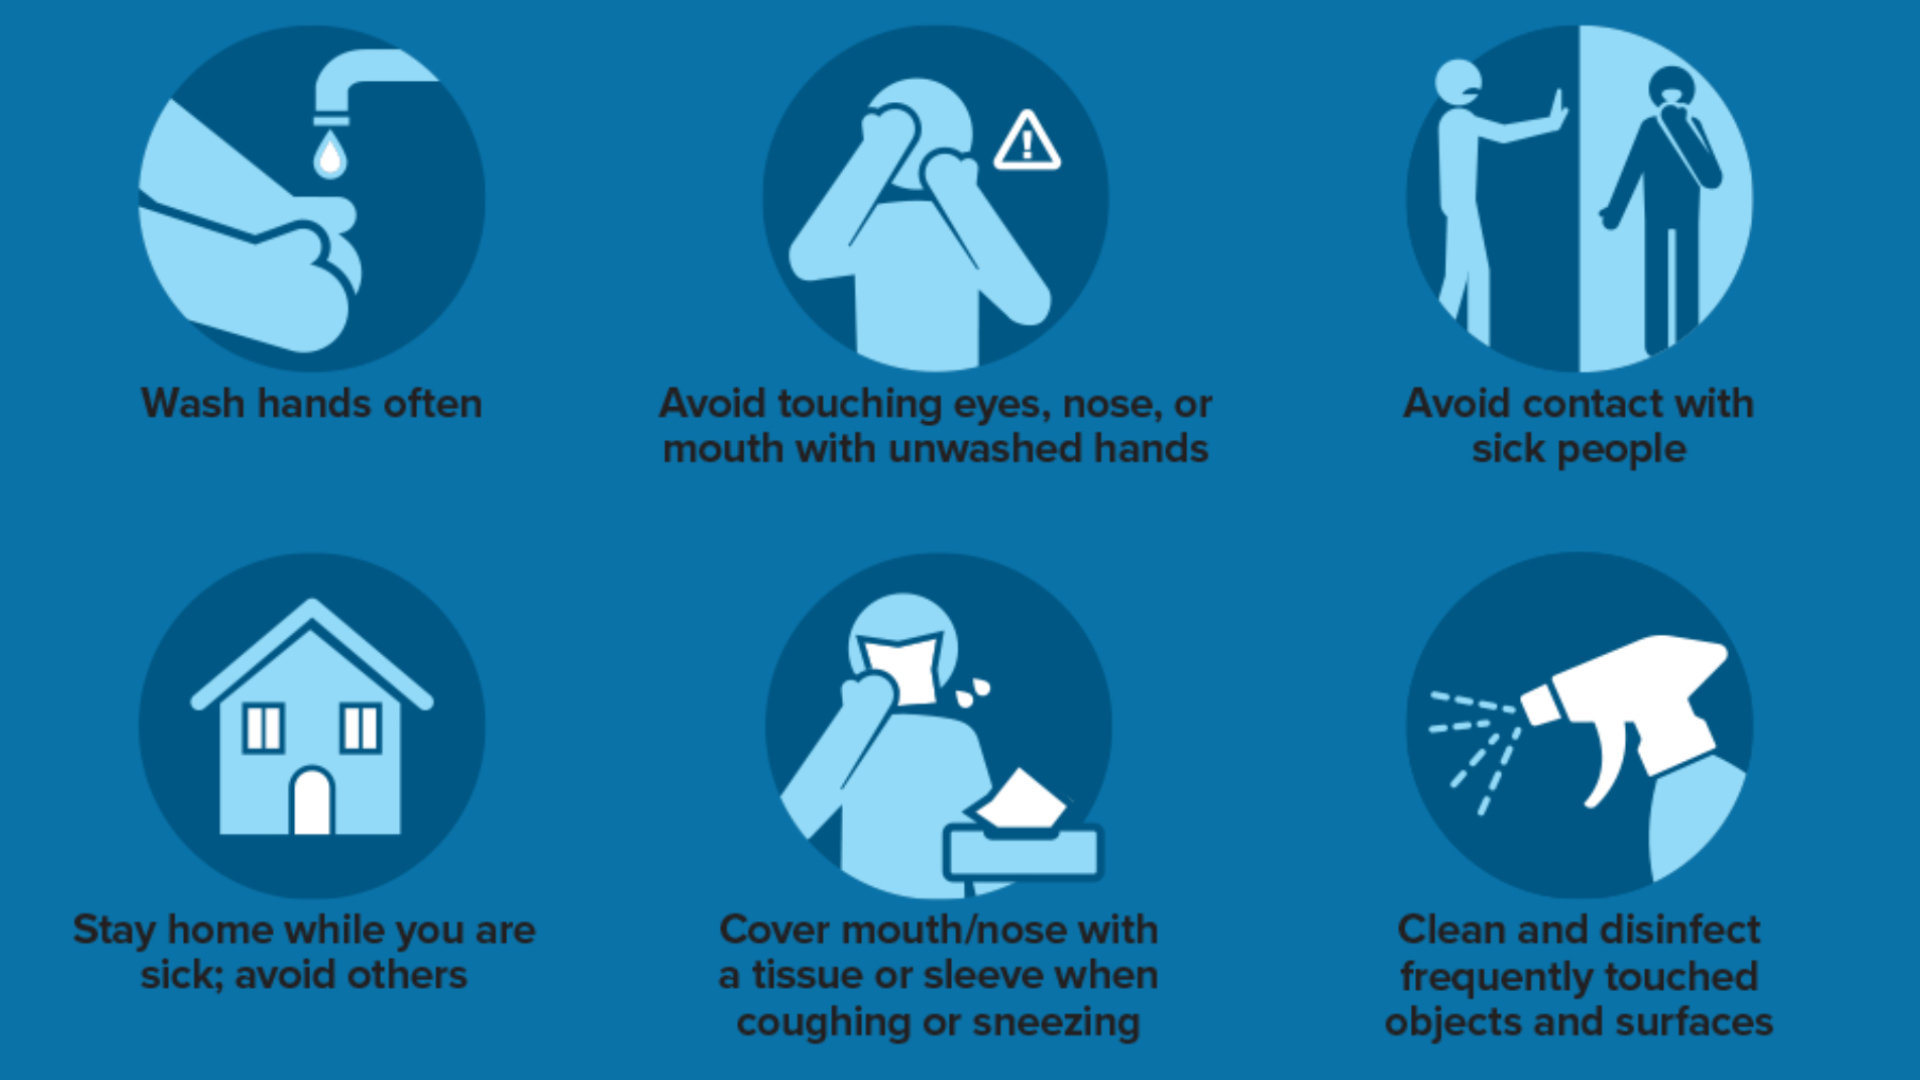 Wash hands often
Avoid touching eyes, nose, or
mouth with unwashed hands
Avoid contact with
sick people
Stay home while you are
sick; avoid others
Cover mouth/nose with
a tissue or sleeve when
coughing or sneezing
Clean and disinfect
frequently touched
objects and surfaces